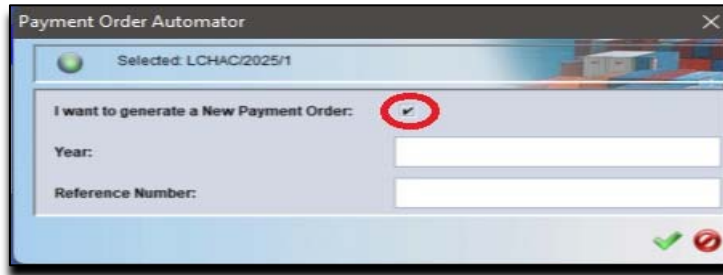 Payment Order Automator
Selected: LCHAC/2025/1
I want to generate a New Payment Order:
Year:
Reference Number: